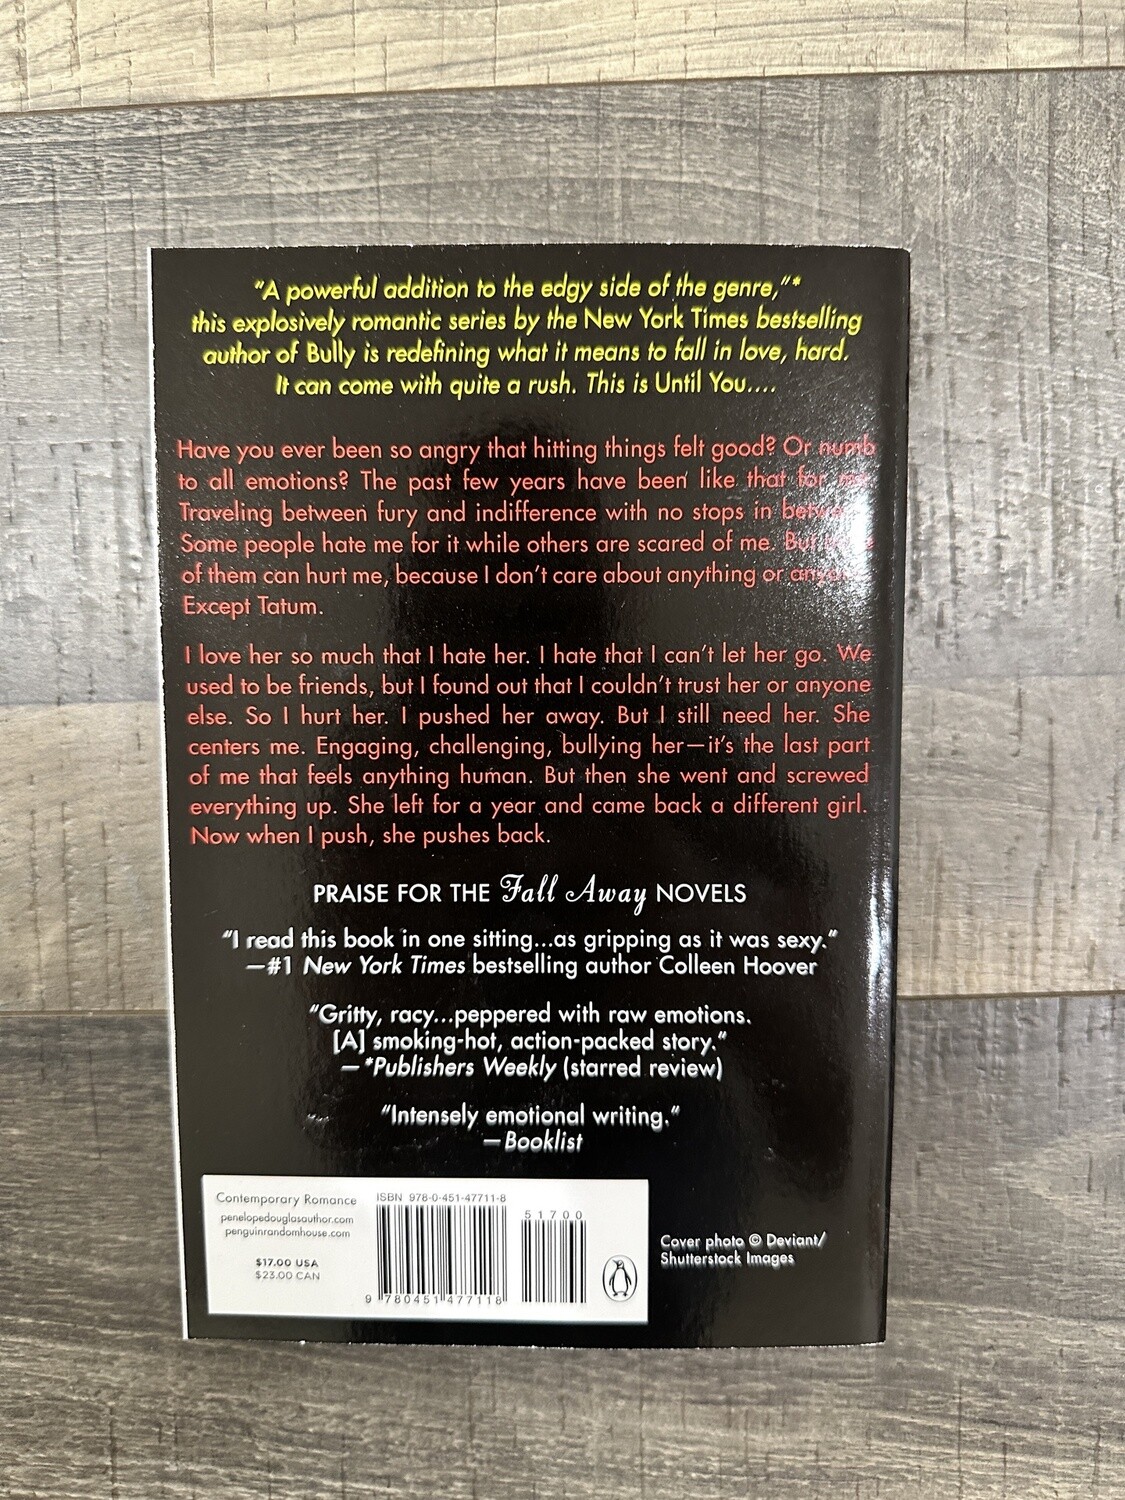 "A powerful addition to the edgy side of the genre,"*
this explosively romantic series by the New York Times bestselling
author of Bully is redefining what it means to fall in love, hard.
It can come with quite a rush. This is Until You....
Have you ever been so angry that hitting things felt good? Or numb
to all emotions? The past few years have been like that for
Traveling between fury and indifference with no stops in
Some people hate me for it while others are scared of me. But
of them can hurt me, because I don't care about anything or
Except Tatum.
I love her so much that I hate her. I hate that I can't let her go. We
used to be friends, but I found out that I couldn't trust her or anyone
else. So I hurt her. I pushed her away. But I still need her. She
centers me. Engaging, challenging, bullying her—it's the last part
of me that feels anything human. But then she went and screwed
everything up. She left for a year and came back a different girl.
Now when I push, she pushes back.
PRAISE FOR THE Fall Away NOVELS
"I read this book in one sitting...as gripping as it was sexy."
—#1 New York Times bestselling author Colleen Hoover
"Gritty, racy...peppered with raw emotions.
[A] smoking-hot, action-packed story."
—*Publishers Weekly (starred review)
"Intensely emotional writing."
—Booklist
Contemporary Romance
penelopedouglasauthor.com
penguinrandomhouse.com
$17.00 USA
$23.00 CAN
ISBN 978-0-451-47711-8
51700
9 780451 477118
Cover photo © Deviant/
Shutterstock Images